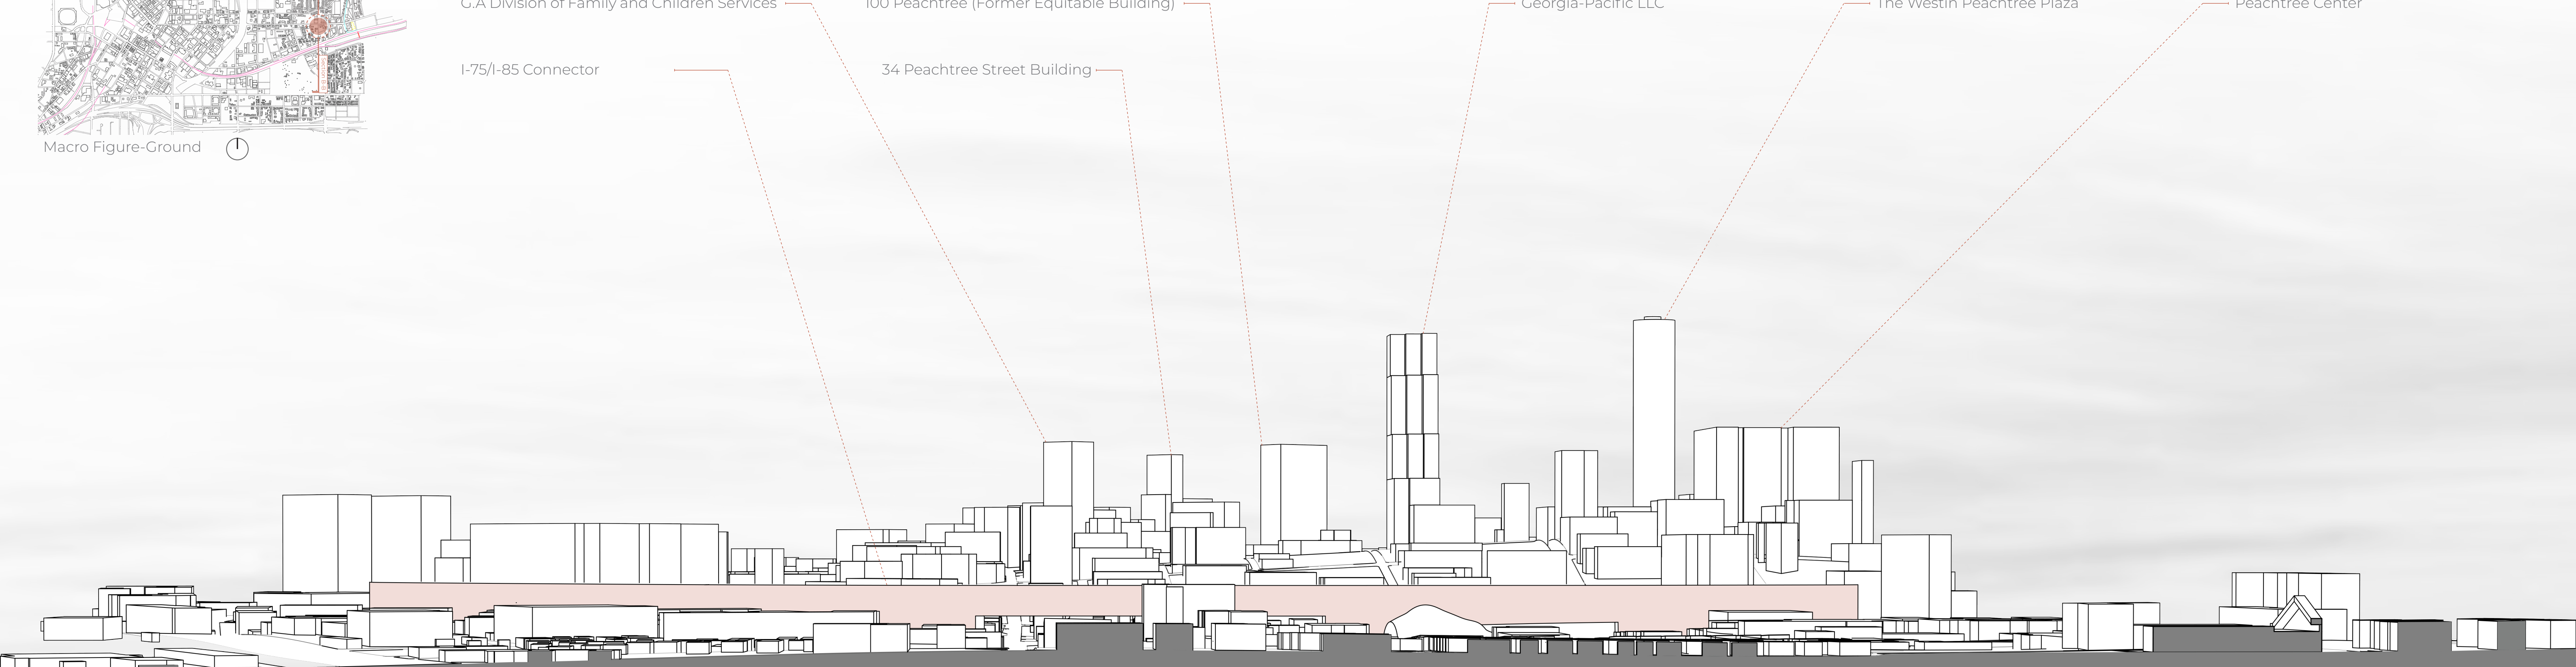 G.A Division of Family and Children Services
100 Peachtree (Former Equitable Building)
Georgia-Pacific LLC
The Westin Peachtree Plaza
Peachtree Center
I-75/I-85 Connector
34 Peachtree Street Building
Macro Figure-Ground